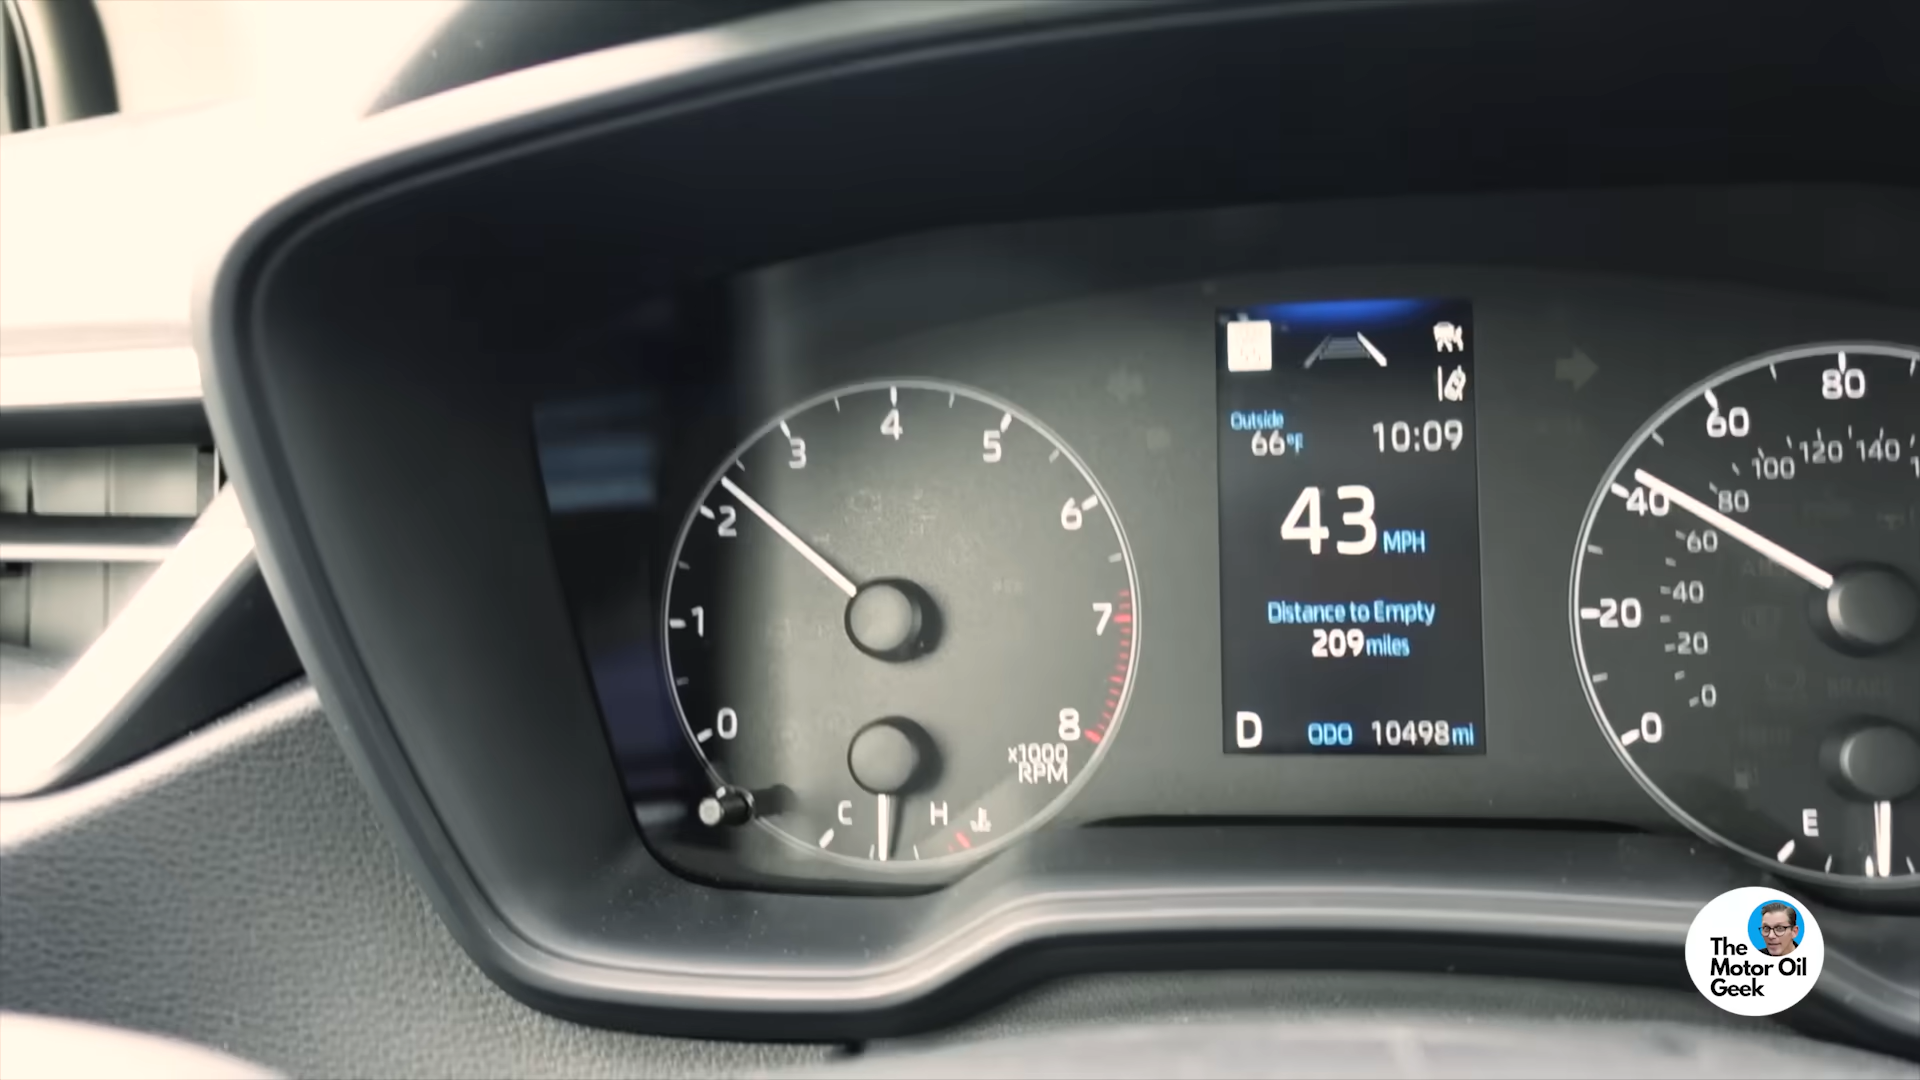 0
1
2
3
4
5
6
7
8
x1000
RPM
C
H
Outside
66°F
10:09
43 MPH
Distance to Empty
209 miles
D
ODO 10498 mi
0
20
40
60
80
0
20
40
60
80
100
120
140
E
The
Motor Oil
Geek